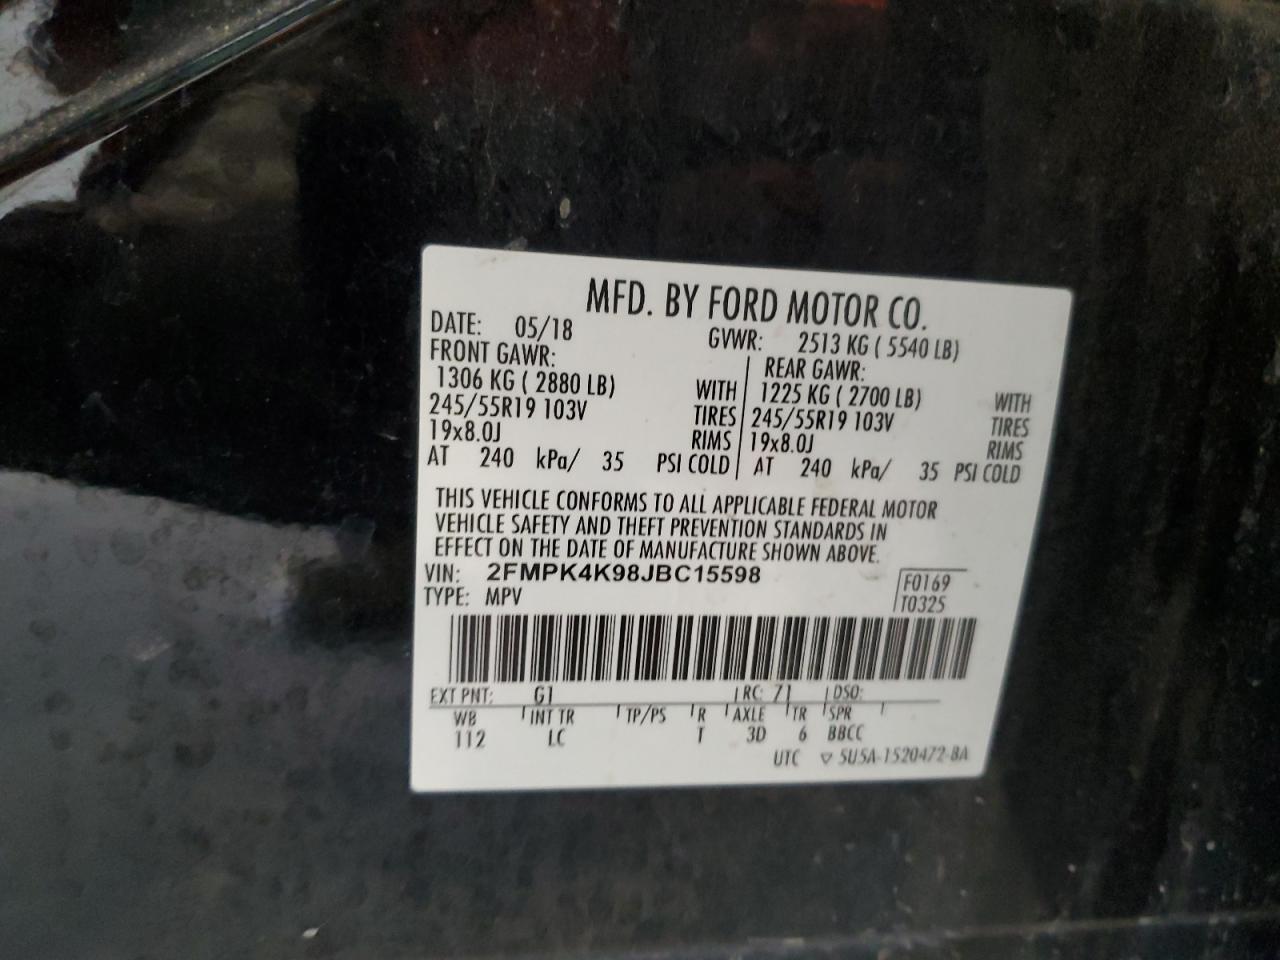 MFD. BY FORD MOTOR CO.
DATE: 05/18 GVWR: 2513 KG ( 5540 LB)
FRONT GAWR: REAR GAWR:
1306 KG ( 2880 LB) WITH 1225 KG ( 2700 LB) WITH
245/55R19 103V TIRES 245/55R19 103V TIRES
19x8.0J RIMS 19x8.0J RIMS
AT 240 kPa/ 35 PSI COLD AT 240 kPa/ 35 PSI COLD
THIS VEHICLE CONFORMS TO ALL APPLICABLE FEDERAL MOTOR
VEHICLE SAFETY AND THEFT PREVENTION STANDARDS IN
EFFECT ON THE DATE OF MANUFACTURE SHOWN ABOVE.
VIN: 2FMPK4K98JBC15598 F0169
TYPE: MPV T0325
EXT PNT: G1 RC: 71 DSO:
WB INT TR TP/PS R AXLE TR SPR
112 LC T 3D 6 BBCC
UTC ▽ 5U5A-1520472-BA